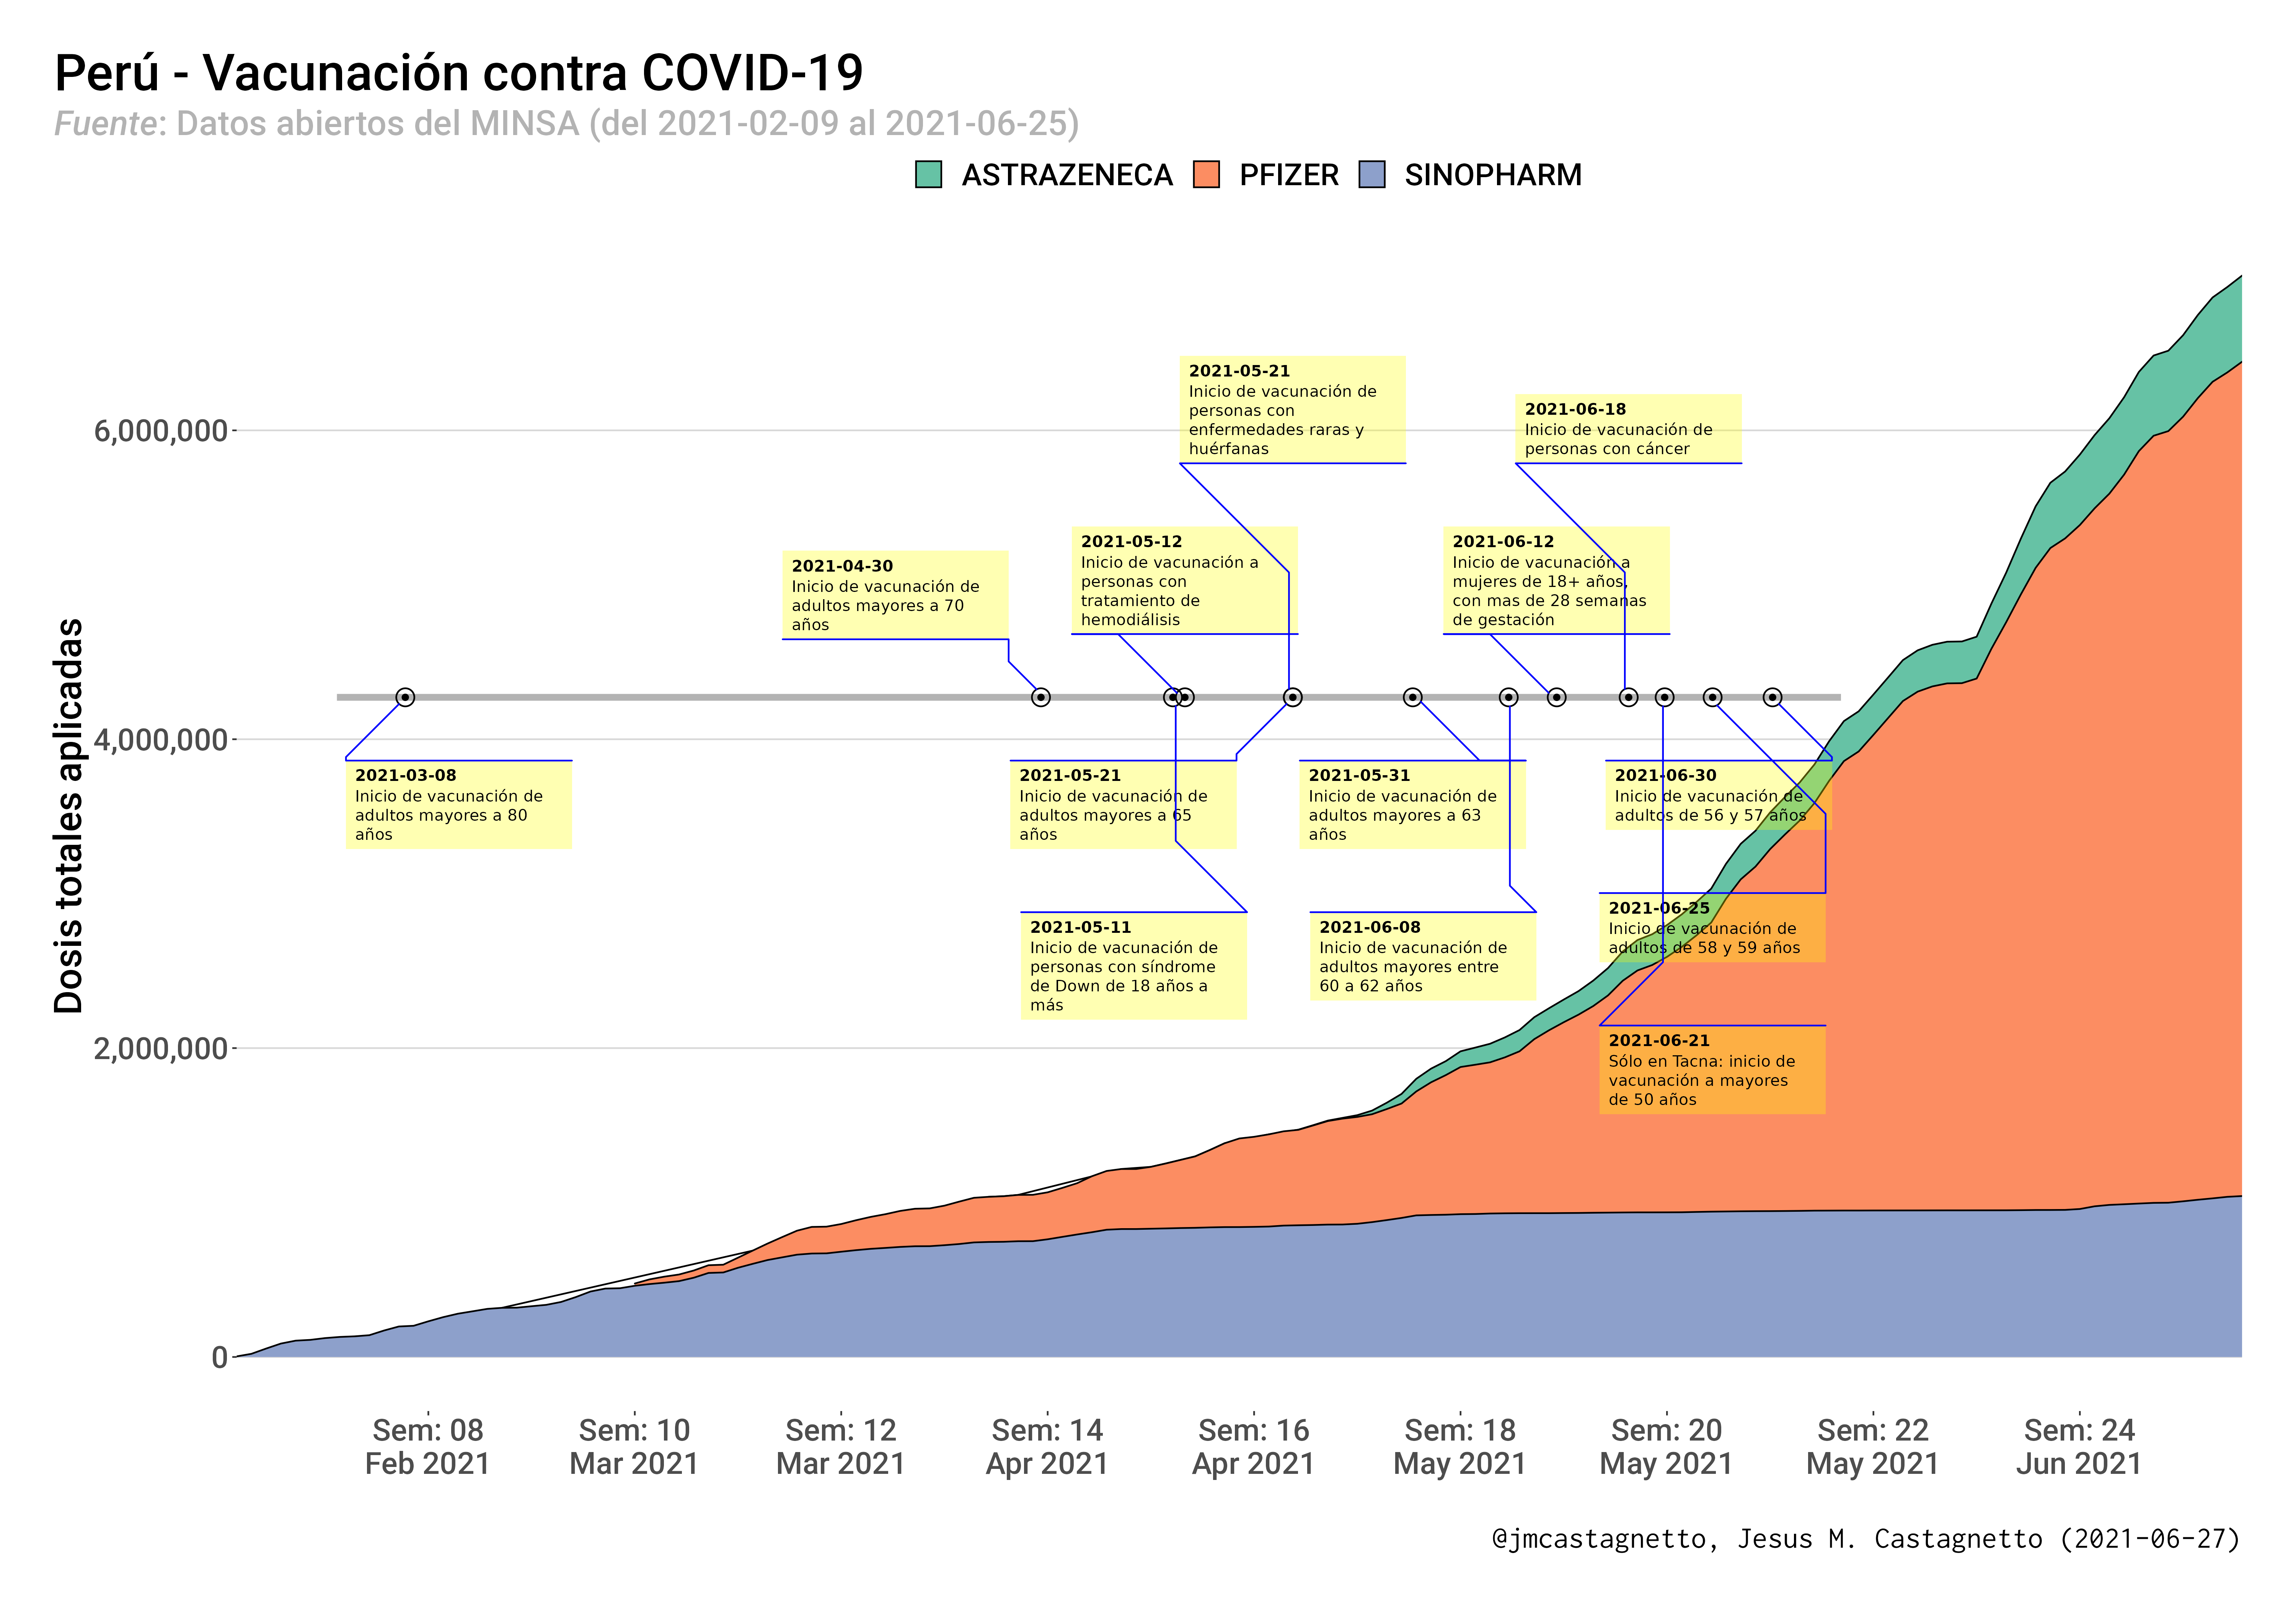 Perú - Vacunación contra COVID-19
Fuente: Datos abiertos del MINSA (del 2021-02-09 al 2021-06-25)
ASTRAZENECA PFIZER SINOPHARM
Dosis totales aplicadas
6,000,000
4,000,000
2,000,000
0
2021-05-21
Inicio de vacunación de
personas con
enfermedades raras y
huérfanas
2021-06-18
Inicio de vacunación de
personas con cáncer
2021-04-30
Inicio de vacunación de
adultos mayores a 70
años
2021-05-12
Inicio de vacunación a
personas con
tratamiento de
hemodiálisis
2021-06-12
Inicio de vacunación a
mujeres de 18+ años,
con mas de 28 semanas
de gestación
2021-03-08
Inicio de vacunación de
adultos mayores a 80
años
2021-05-21
Inicio de vacunación de
adultos mayores a 65
años
2021-05-31
Inicio de vacunación de
adultos mayores a 63
años
2021-06-30
Inicio de vacunación de
adultos de 56 y 57 años
2021-05-11
Inicio de vacunación de
personas con síndrome
de Down de 18 años a
más
2021-06-08
Inicio de vacunación de
adultos mayores entre
60 a 62 años
2021-06-25
Inicio de vacunación de
adultos de 58 y 59 años
2021-06-21
Sólo en Tacna: inicio de
vacunación a mayores
de 50 años
Sem: 08
Feb 2021
Sem: 10
Mar 2021
Sem: 12
Mar 2021
Sem: 14
Apr 2021
Sem: 16
Apr 2021
Sem: 18
May 2021
Sem: 20
May 2021
Sem: 22
May 2021
Sem: 24
Jun 2021
@jmcastagnetto, Jesus M. Castagnetto (2021-06-27)